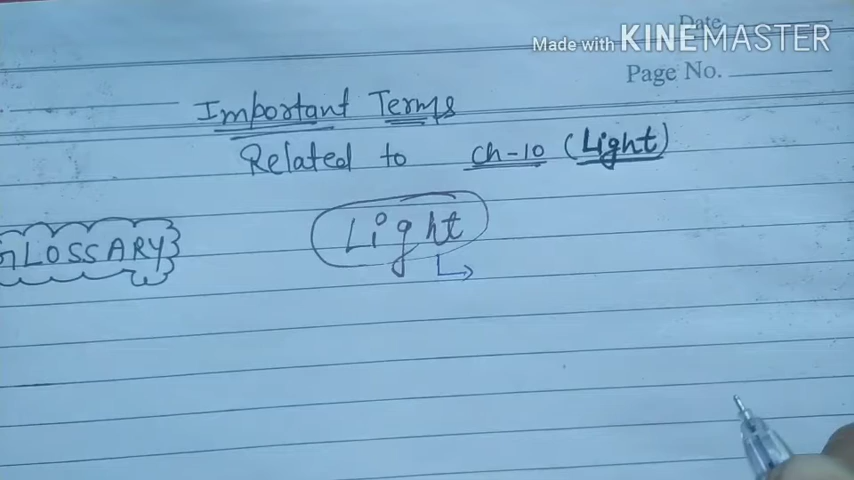 Date
Made with KINEMASTER
Page No.
Important Terms
Related to Ch-10 (Light)
GLOSSARY
Light